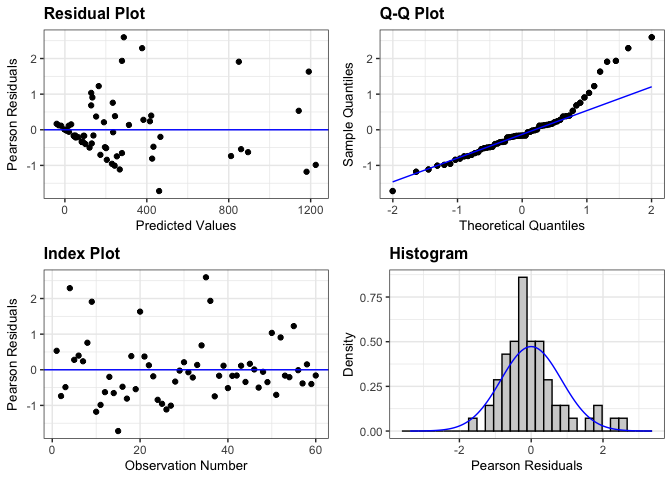 Residual Plot
Pearson Residuals
2
1
0
-1
0
400
800
1200
Predicted Values
Q-Q Plot
Sample Quantiles
2
1
0
-1
-2
-1
0
1
2
Theoretical Quantiles
Index Plot
Pearson Residuals
2
1
0
-1
0
20
40
60
Observation Number
Histogram
Density
0.75
0.50
0.25
0.00
-2
0
2
Pearson Residuals